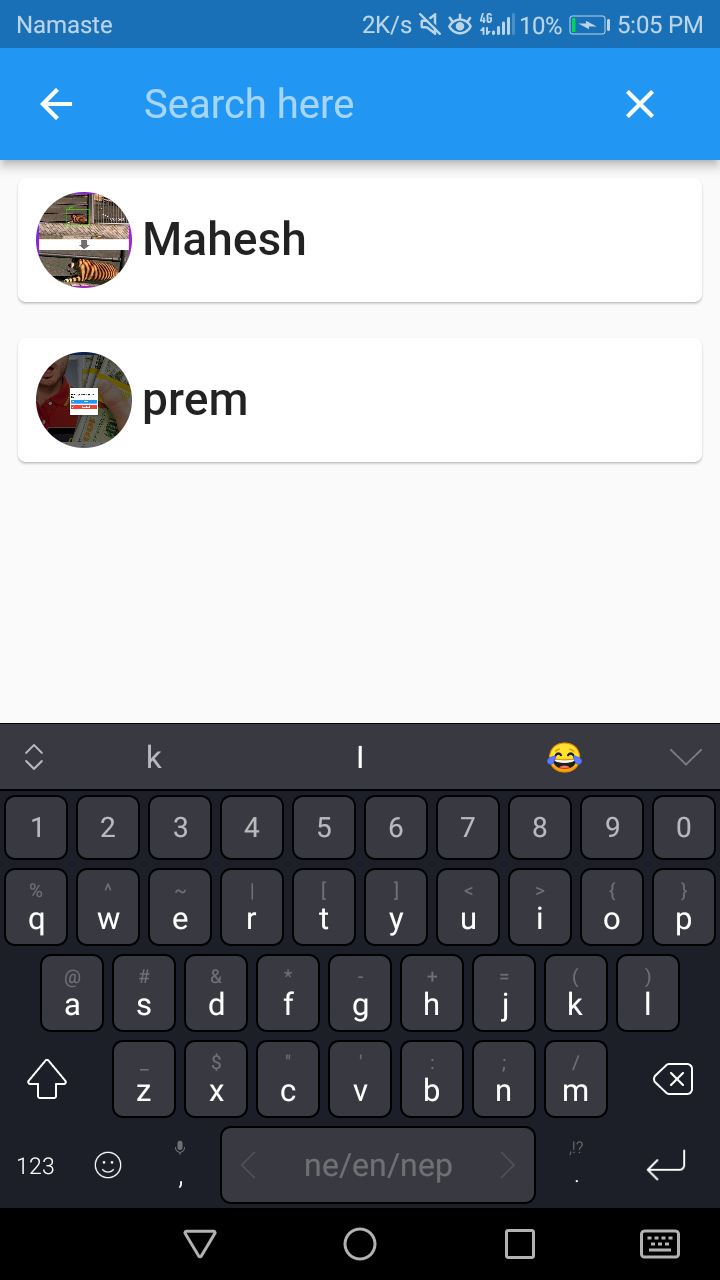 Namaste 2K/s 4G 10% 5:05 PM
Search here
Mahesh
prem
k l 😂
1 2 3 4 5 6 7 8 9 0
% ^ ~ | [ ] < > { }
q w e r t y u i o p
@ # & * - + = ( )
a s d f g h j k l
_ $ " ' : ; /
z x c v b n m
,!?
123 , ne/en/nep .